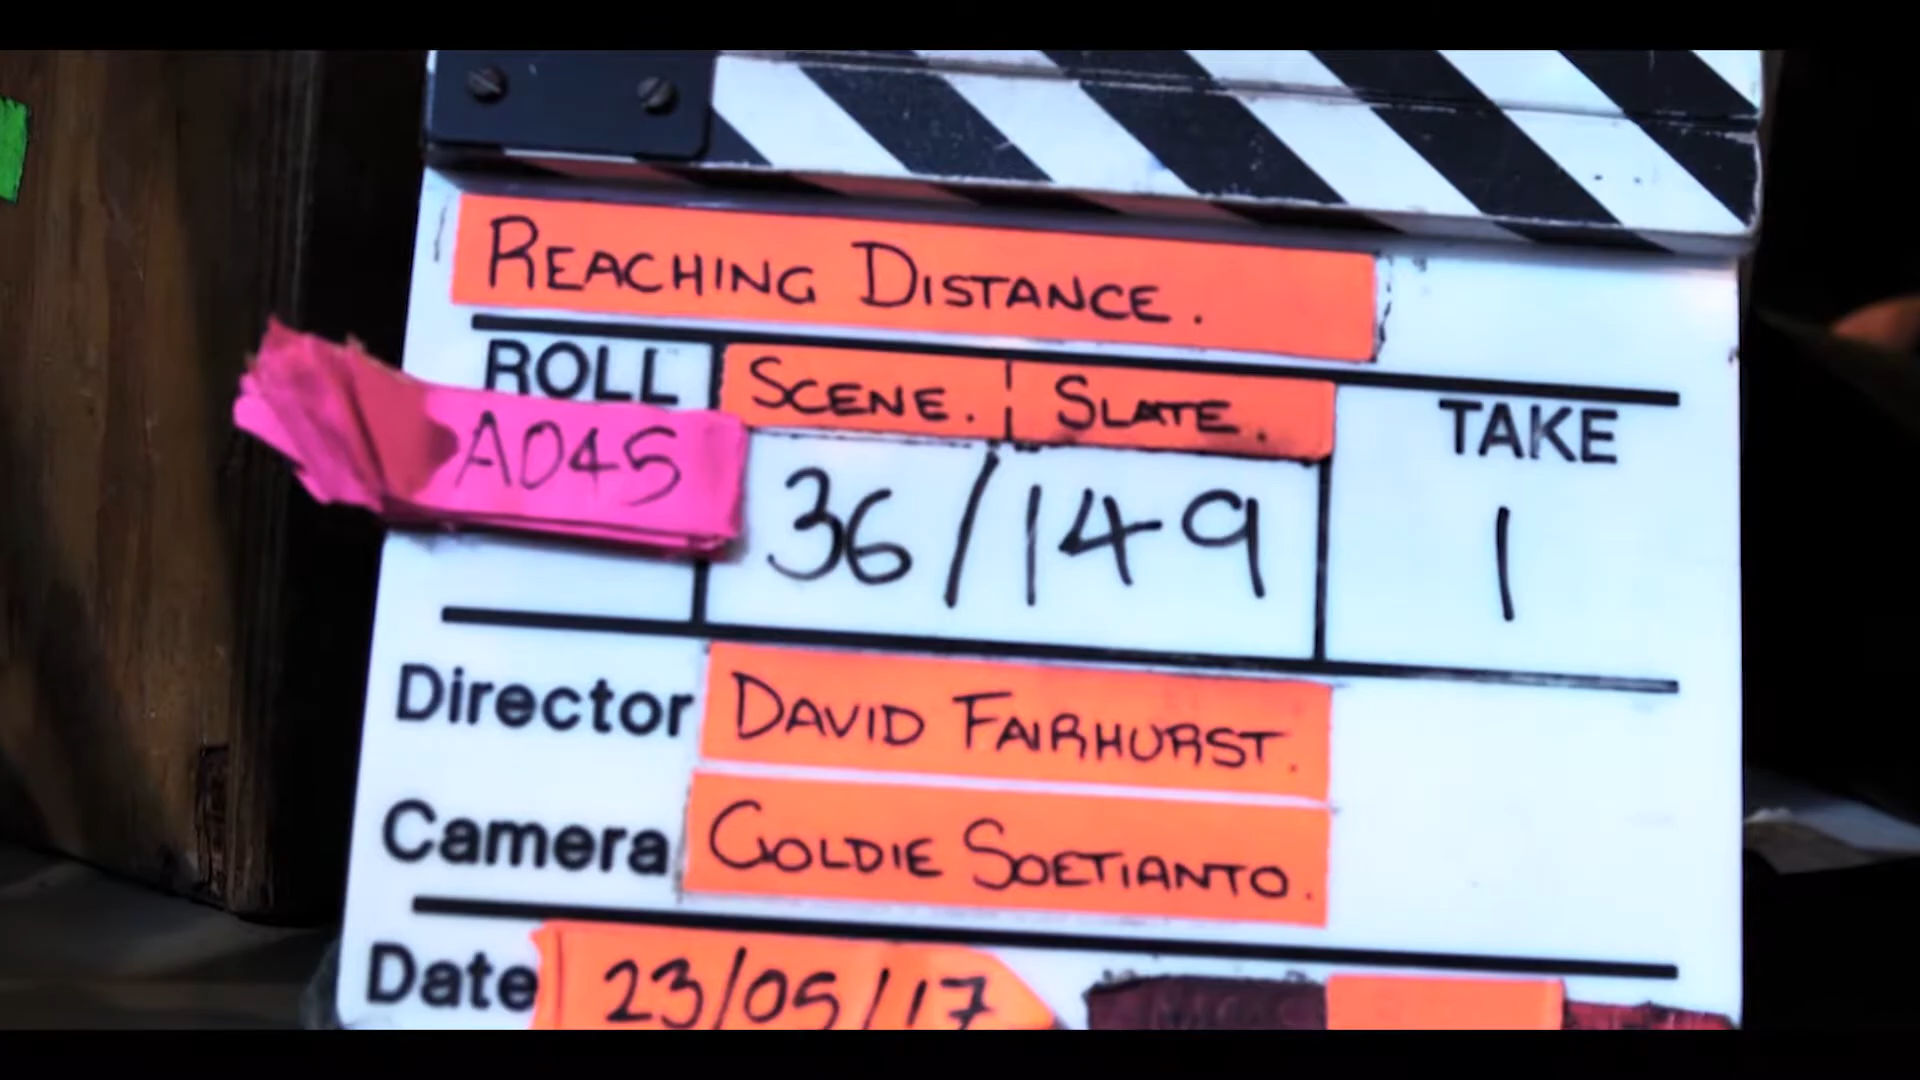 REACHING DISTANCE.
ROLL SCENE. SLATE. TAKE
A045 36/149 1
Director DAVID FAIRHURST.
Camera GOLDIE SOETIANTO.
Date 23/05/17